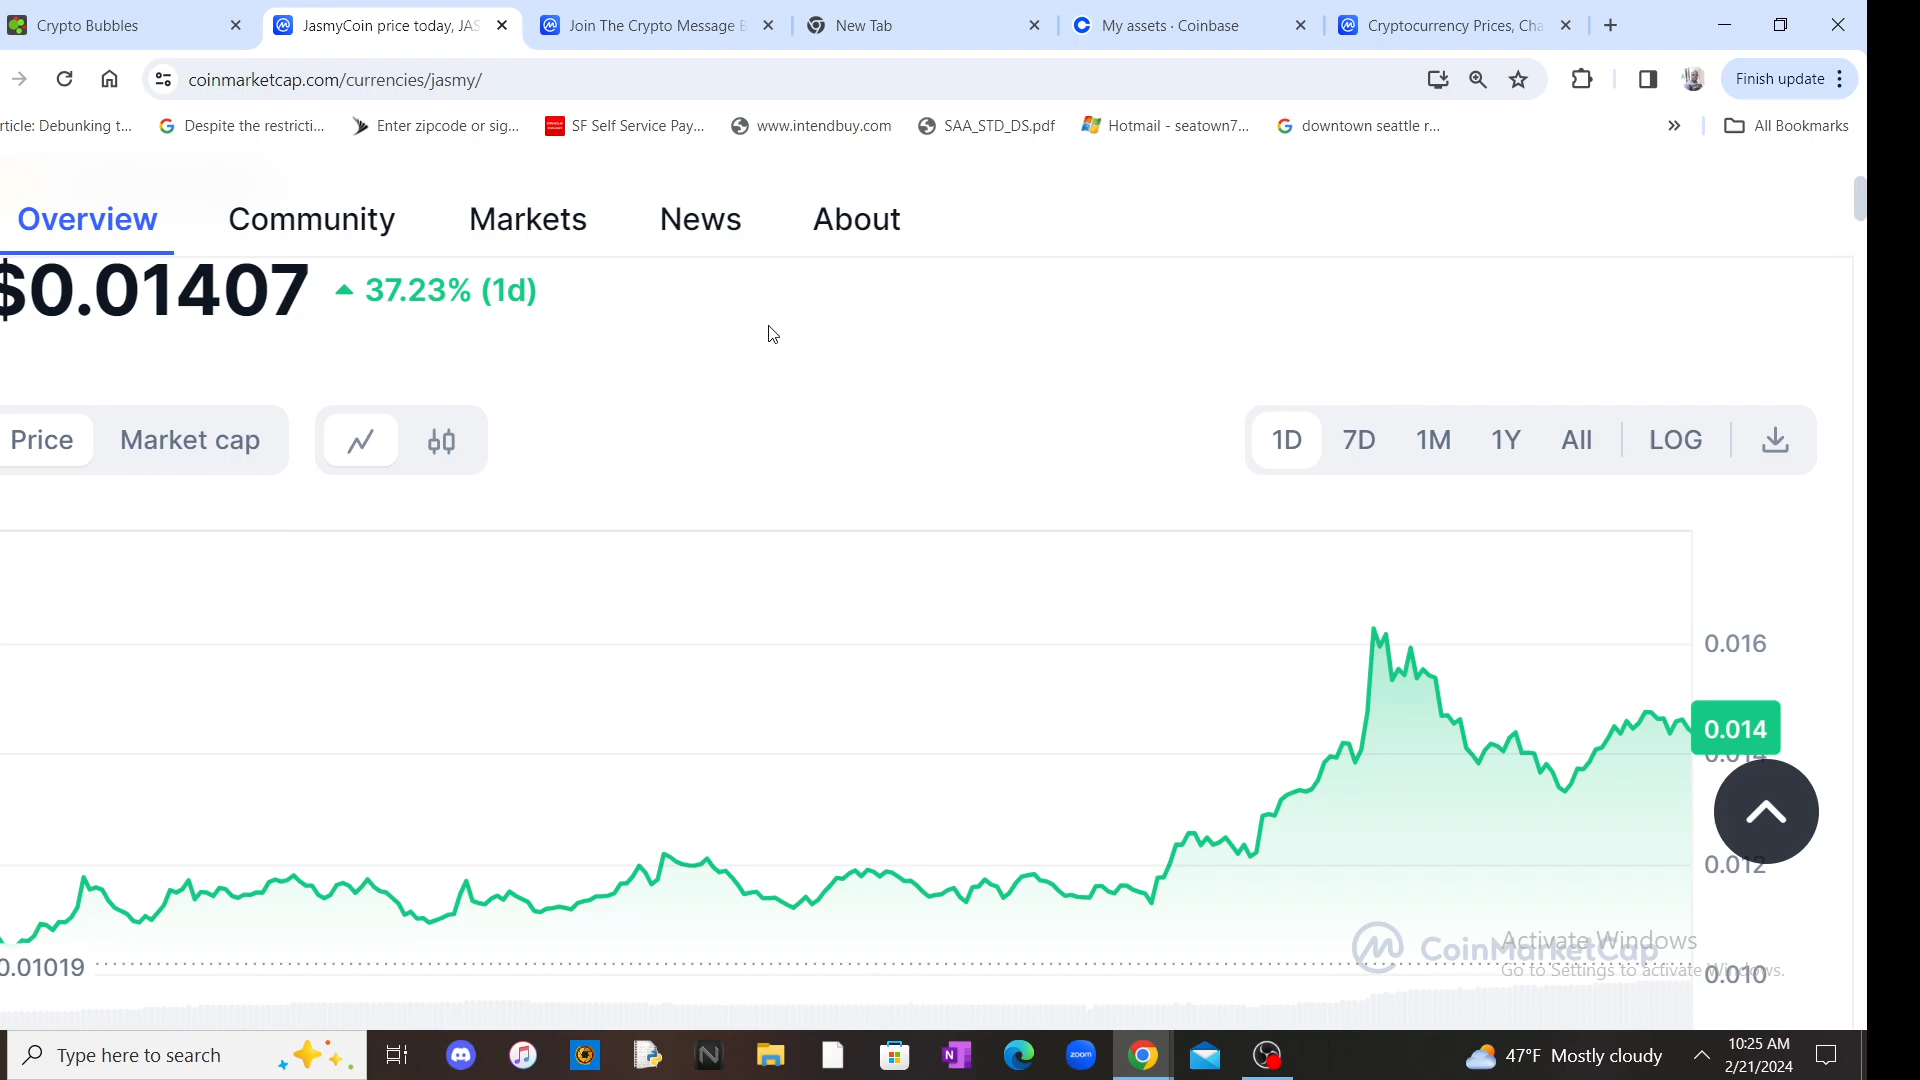 Crypto Bubbles
JasmyCoin price today, JAS
Join The Crypto Message B
New Tab
My assets · Coinbase
Cryptocurrency Prices, Cha
coinmarketcap.com/currencies/jasmy/
Finish update
rticle: Debunking t...
Despite the restricti...
Enter zipcode or sig...
SF Self Service Pay...
www.intendbuy.com
SAA_STD_DS.pdf
Hotmail - seatown7...
downtown seattle r...
All Bookmarks
Overview
Community
Markets
News
About
$0.01407
37.23% (1d)
Price
Market cap
1D
7D
1M
1Y
All
LOG
0.016
0.014
0.014
0.012
0.01019
CoinMarketCap
Activate Windows
Go to Settings to activate Windows.
0.010
Type here to search
zoom
47°F Mostly cloudy
10:25 AM
2/21/2024